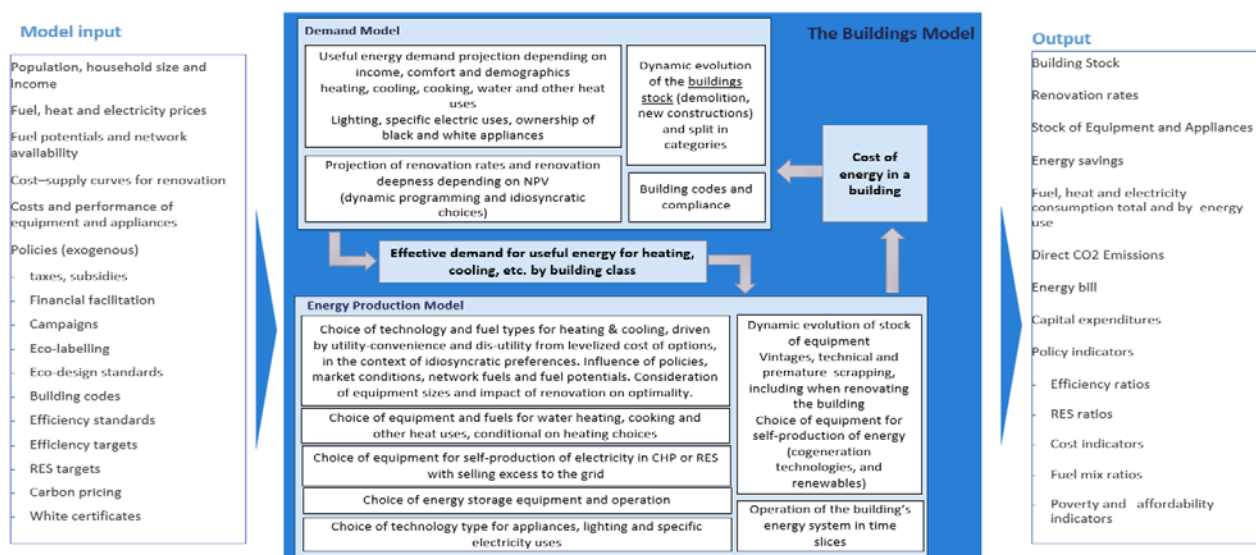 Model input
Population, household size and
income
Fuel, heat and electricity prices
Fuel potentials and network
availability
Cost–supply curves for renovation
Costs and performance of
equipment and appliances
Policies (exogenous)
- taxes, subsidies
- Financial facilitation
- Campaigns
- Eco-labelling
- Eco-design standards
- Building codes
- Efficiency standards
- Efficiency targets
- RES targets
- Carbon pricing
- White certificates
The Buildings Model
Demand Model
Useful energy demand projection depending on
income, comfort and demographics
heating, cooling, cooking, water and other heat
uses
Lighting, specific electric uses, ownership of
black and white appliances
Dynamic evolution
of the buildings
stock (demolition,
new constructions)
and split in
categories
Projection of renovation rates and renovation
deepness depending on NPV
(dynamic programming and idiosyncratic
choices)
Building codes and
compliance
Cost of
energy in a
building
Effective demand for useful energy for heating,
cooling, etc. by building class
Energy Production Model
Choice of technology and fuel types for heating & cooling, driven
by utility-convenience and dis-utility from levelized cost of options,
in the context of idiosyncratic preferences. Influence of policies,
market conditions, network fuels and fuel potentials. Consideration
of equipment sizes and impact of renovation on optimality.
Choice of equipment and fuels for water heating, cooking and
other heat uses, conditional on heating choices
Choice of equipment for self-production of electricity in CHP or RES
with selling excess to the grid
Choice of energy storage equipment and operation
Choice of technology type for appliances, lighting and specific
electricity uses
Dynamic evolution of stock
of equipment
Vintages, technical and
premature scrapping,
including when renovating
the building
Choice of equipment for
self-production of energy
(cogeneration
technologies, and
renewables)
Operation of the building's
energy system in time
slices
Output
Building Stock
Renovation rates
Stock of Equipment and Appliances
Energy savings
Fuel, heat and electricity
consumption total and by energy
use
Direct CO2 Emissions
Energy bill
Capital expenditures
Policy indicators
- Efficiency ratios
- RES ratios
- Cost indicators
- Fuel mix ratios
- Poverty and affordability
indicators